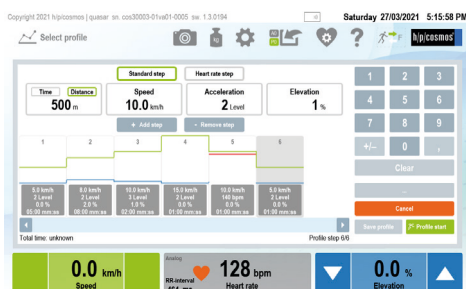 Copyright 2021 h/p/cosmos | quasar sn. cos30003-01va01-0005 sw. 1.3.0194
Saturday 27/03/2021 5:15:58 PM
Select profile
kg
h/p/cosmos
Standard step
Heart rate step
Time
Distance
500 m
Speed
10.0 km/h
Acceleration
2 Level
Elevation
1 %
+ Add step
- Remove step
1 2 3
4 5 6
7 8 9
+/- 0 ,
Clear
Cancel
Save profile
Profile start
1 2 3 4 5 6
5.0 km/h 8.0 km/h 10.0 km/h 15.0 km/h 10.0 km/h 5.0 km/h
2 Level 2 Level 3 Level 4 Level 140 bpm 2 Level
0.0 % 2.0 % 1.0 % 0.0 % 0.0 % 0.0 %
05:00 mm:ss 08:00 mm:ss 02:00 mm:ss 01:00 mm:ss 01:00 mm:ss 01:00 mm:ss
Total time: unknown
Profile step 6/6
0.0 km/h
Speed
Analog
RR-interval
128 bpm
Heart rate
0.0 %
Elevation